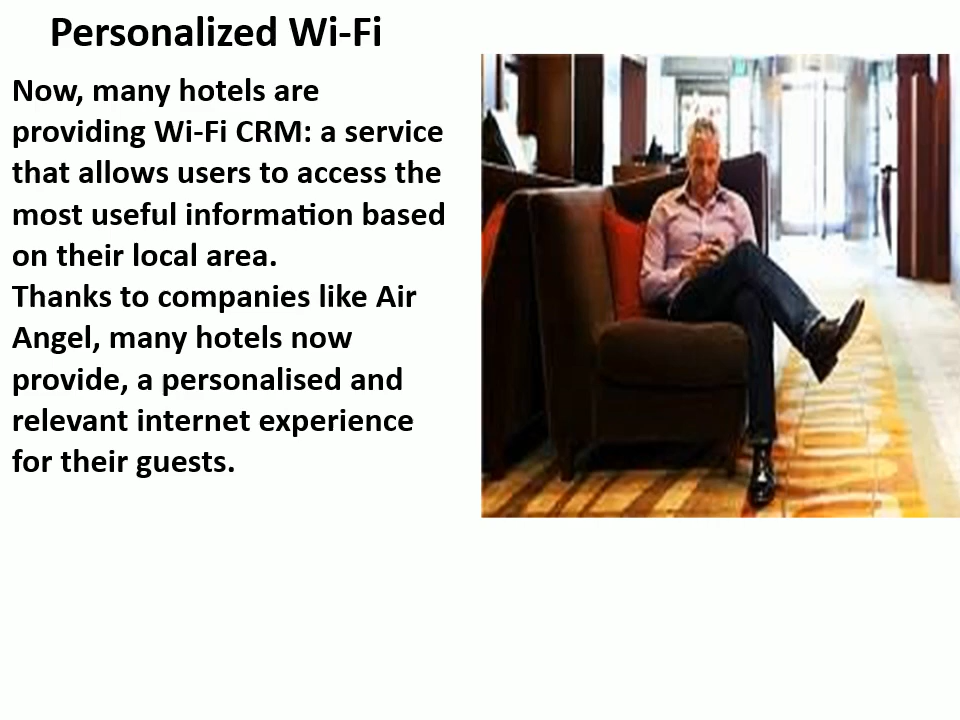 Personalized Wi-Fi
Now, many hotels are
providing Wi-Fi CRM: a service
that allows users to access the
most useful information based
on their local area.
Thanks to companies like Air
Angel, many hotels now
provide, a personalised and
relevant internet experience
for their guests.